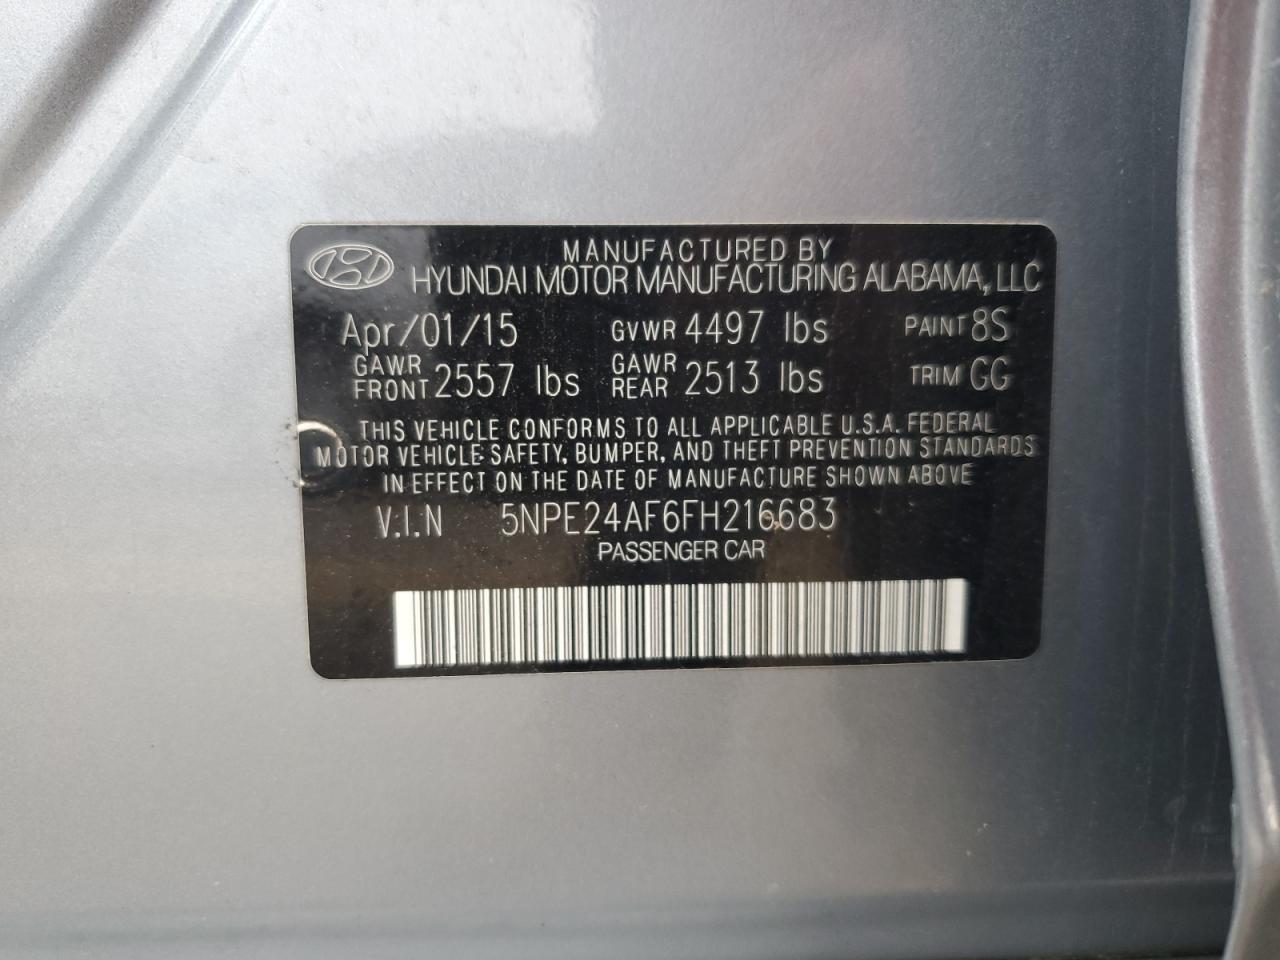 MANUFACTURED BY
HYUNDAI MOTOR MANUFACTURING ALABAMA, LLC
Apr/01/15 GVWR 4497 lbs PAINT 8S
GAWR FRONT 2557 lbs GAWR REAR 2513 lbs TRIM GG
THIS VEHICLE CONFORMS TO ALL APPLICABLE U.S.A. FEDERAL
MOTOR VEHICLE SAFETY, BUMPER, AND THEFT PREVENTION STANDARDS
IN EFFECT ON THE DATE OF MANUFACTURE SHOWN ABOVE
V.I.N 5NPE24AF6FH216683
PASSENGER CAR